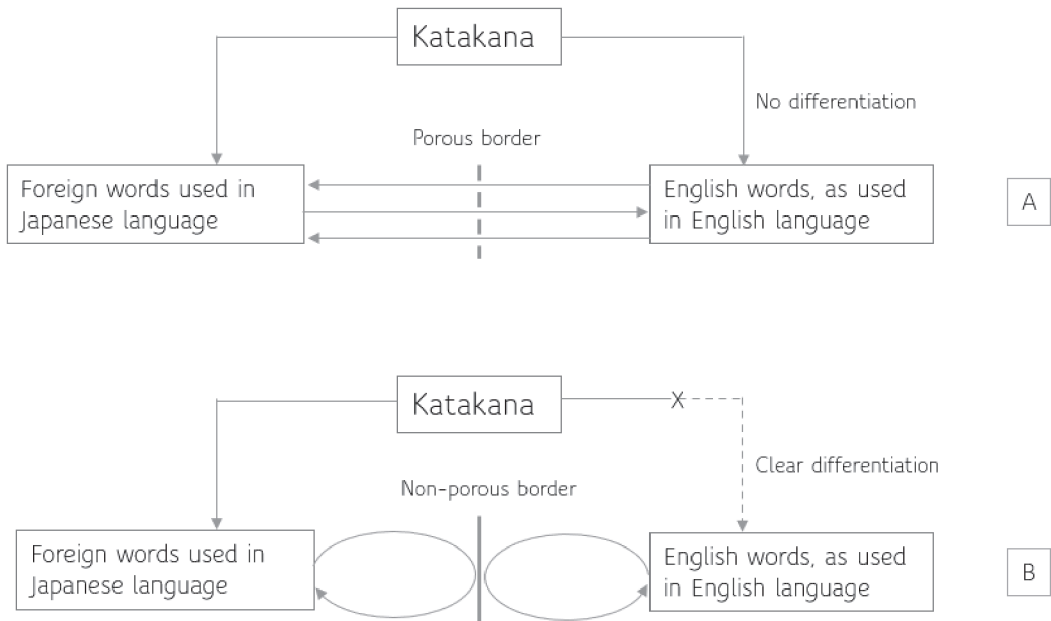 Katakana
No differentiation
Porous border
Foreign words used in
Japanese language
English words, as used
in English language
A
Katakana
X
Clear differentiation
Non-porous border
Foreign words used in
Japanese language
English words, as used
in English language
B